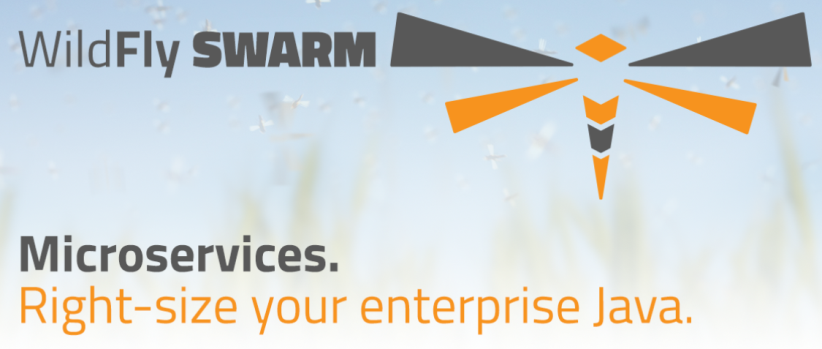 WildFly SWARM
Microservices.
Right-size your enterprise Java.